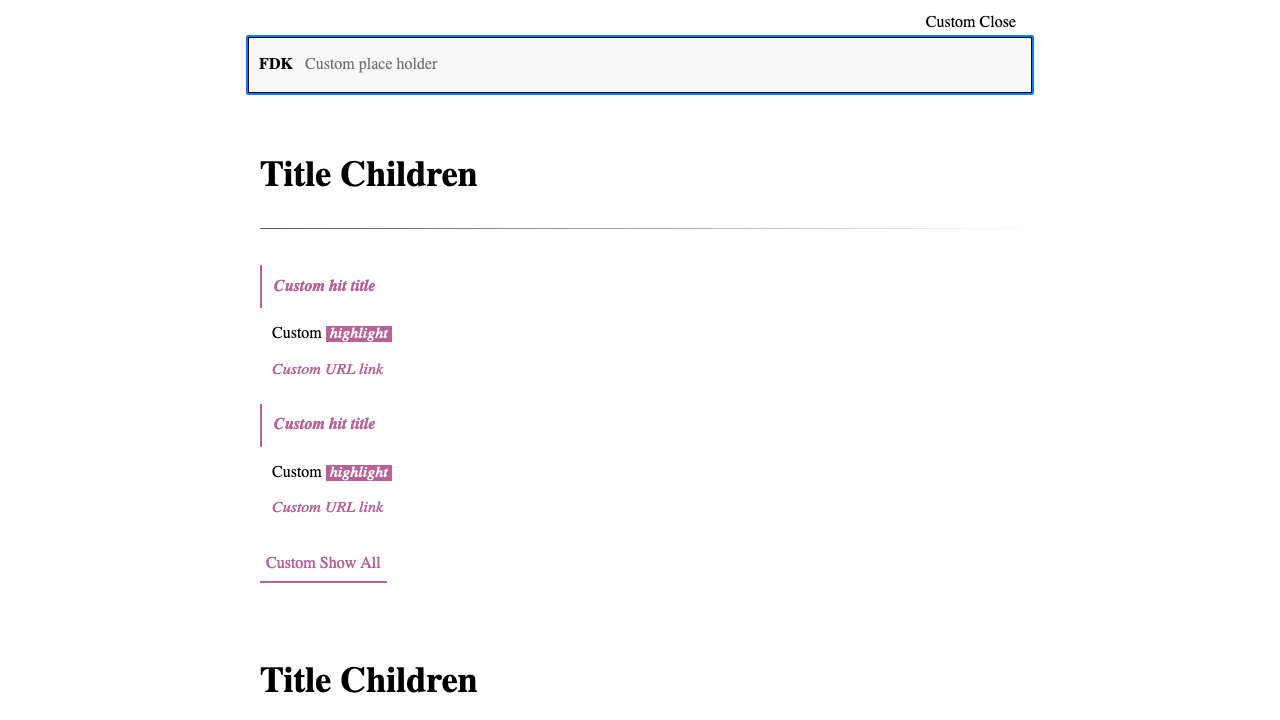 Custom Close
FDK Custom place holder
Title Children
Custom hit title
Custom highlight
Custom URL link
Custom hit title
Custom highlight
Custom URL link
Custom Show All
Title Children